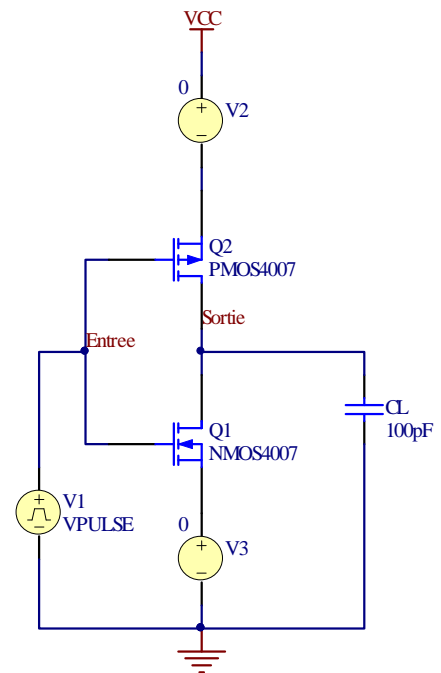 VCC
0
V2
Q2
PMOS4007
Sortie
Entree
Q1
NMOS4007
CL
100pF
V1
VPULSE
0
V3